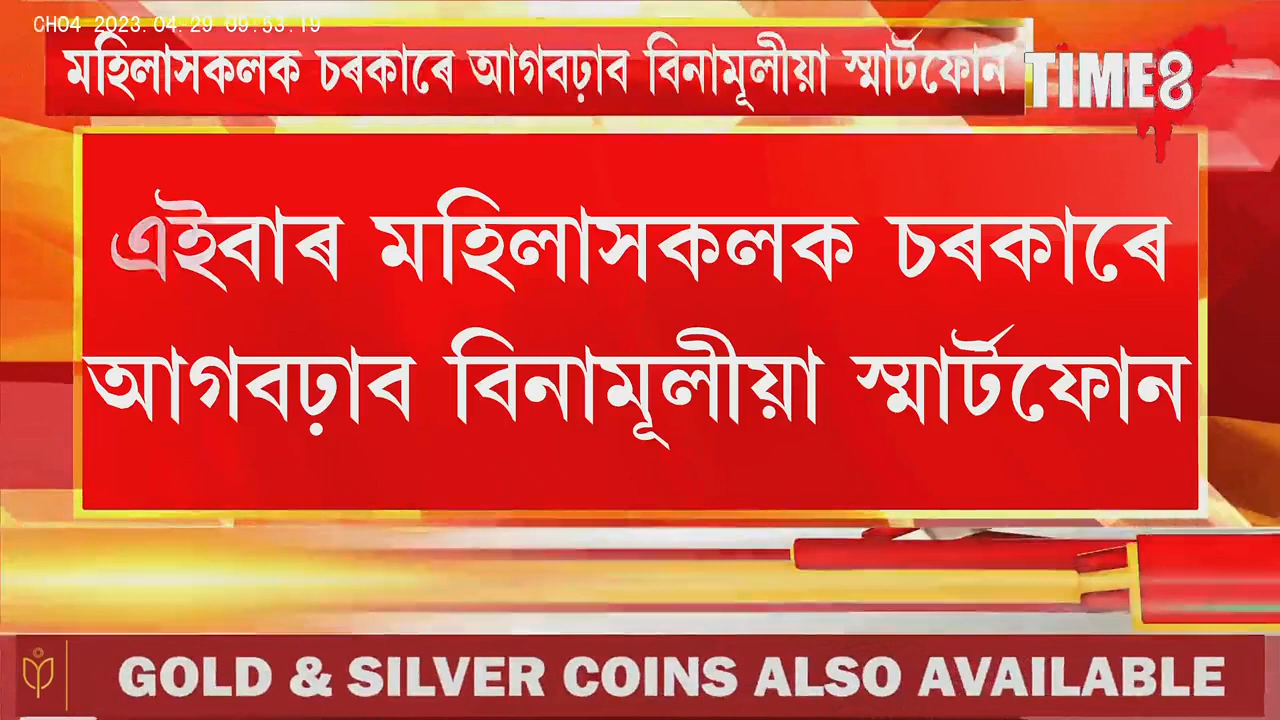 CH04 2023.04.29 09:53.19
মহিলাসকলক চৰকাৰে আগবঢ়াব বিনামূলীয়া স্মাৰ্টফোন
TIME8
এইবাৰ মহিলাসকলক চৰকাৰে
আগবঢ়াব বিনামূলীয়া স্মাৰ্টফোন
GOLD & SILVER COINS ALSO AVAILABLE